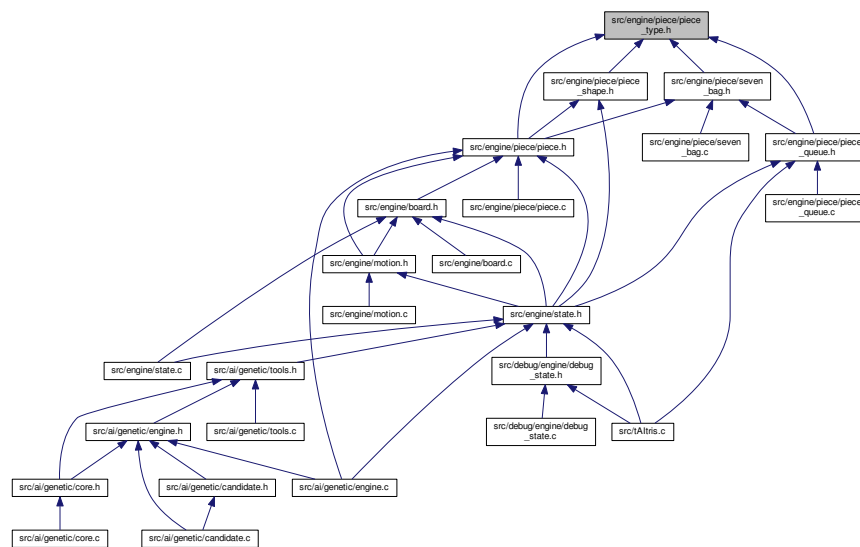 src/engine/piece/piece
_type.h
src/engine/piece/piece
_shape.h
src/engine/piece/seven
_bag.h
src/engine/piece/piece.h
src/engine/piece/seven
_bag.c
src/engine/piece/piece
_queue.h
src/engine/board.h
src/engine/piece/piece.c
src/engine/piece/piece
_queue.c
src/engine/motion.h
src/engine/board.c
src/engine/motion.c
src/engine/state.h
src/engine/state.c
src/ai/genetic/tools.h
src/debug/engine/debug
_state.h
src/ai/genetic/engine.h
src/ai/genetic/tools.c
src/debug/engine/debug
_state.c
src/tAltris.c
src/ai/genetic/core.h
src/ai/genetic/candidate.h
src/ai/genetic/engine.c
src/ai/genetic/core.c
src/ai/genetic/candidate.c